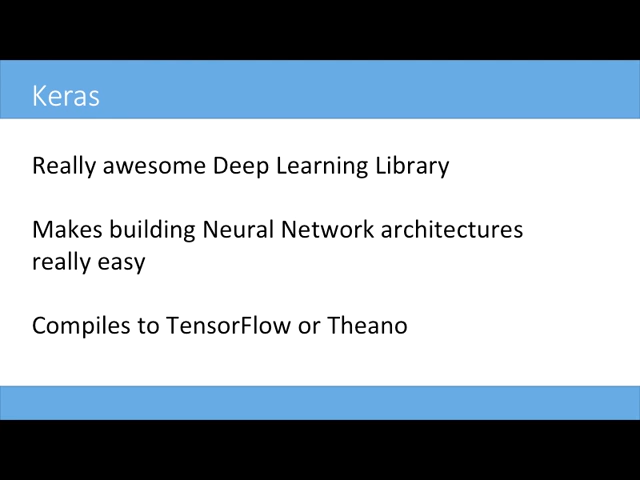 Keras
Really awesome Deep Learning Library
Makes building Neural Network architectures
really easy
Compiles to TensorFlow or Theano